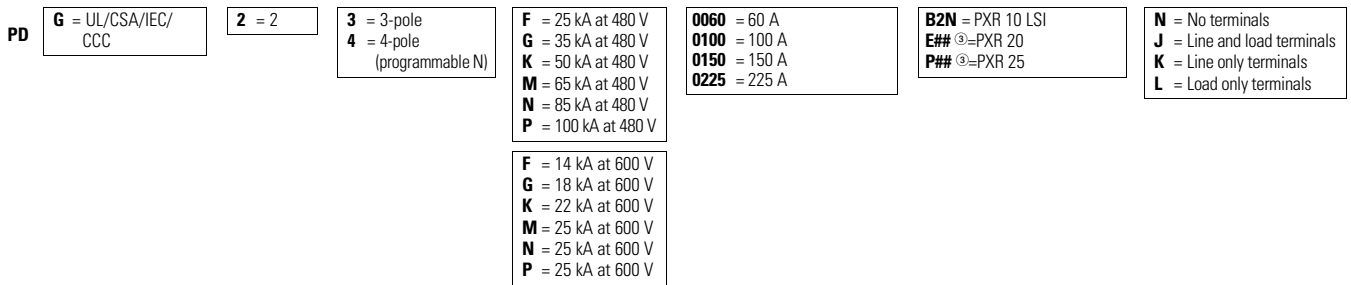 PD
G = UL/CSA/IEC/
CCC
2 = 2
3 = 3-pole
4 = 4-pole
(programmable N)
F = 25 kA at 480 V
G = 35 kA at 480 V
K = 50 kA at 480 V
M = 65 kA at 480 V
N = 85 kA at 480 V
P = 100 kA at 480 V
F = 14 kA at 600 V
G = 18 kA at 600 V
K = 22 kA at 600 V
M = 25 kA at 600 V
N = 25 kA at 600 V
P = 25 kA at 600 V
0060 = 60 A
0100 = 100 A
0150 = 150 A
0225 = 225 A
B2N = PXR 10 LSI
E## ③=PXR 20
P## ③=PXR 25
N = No terminals
J = Line and load terminals
K = Line only terminals
L = Load only terminals